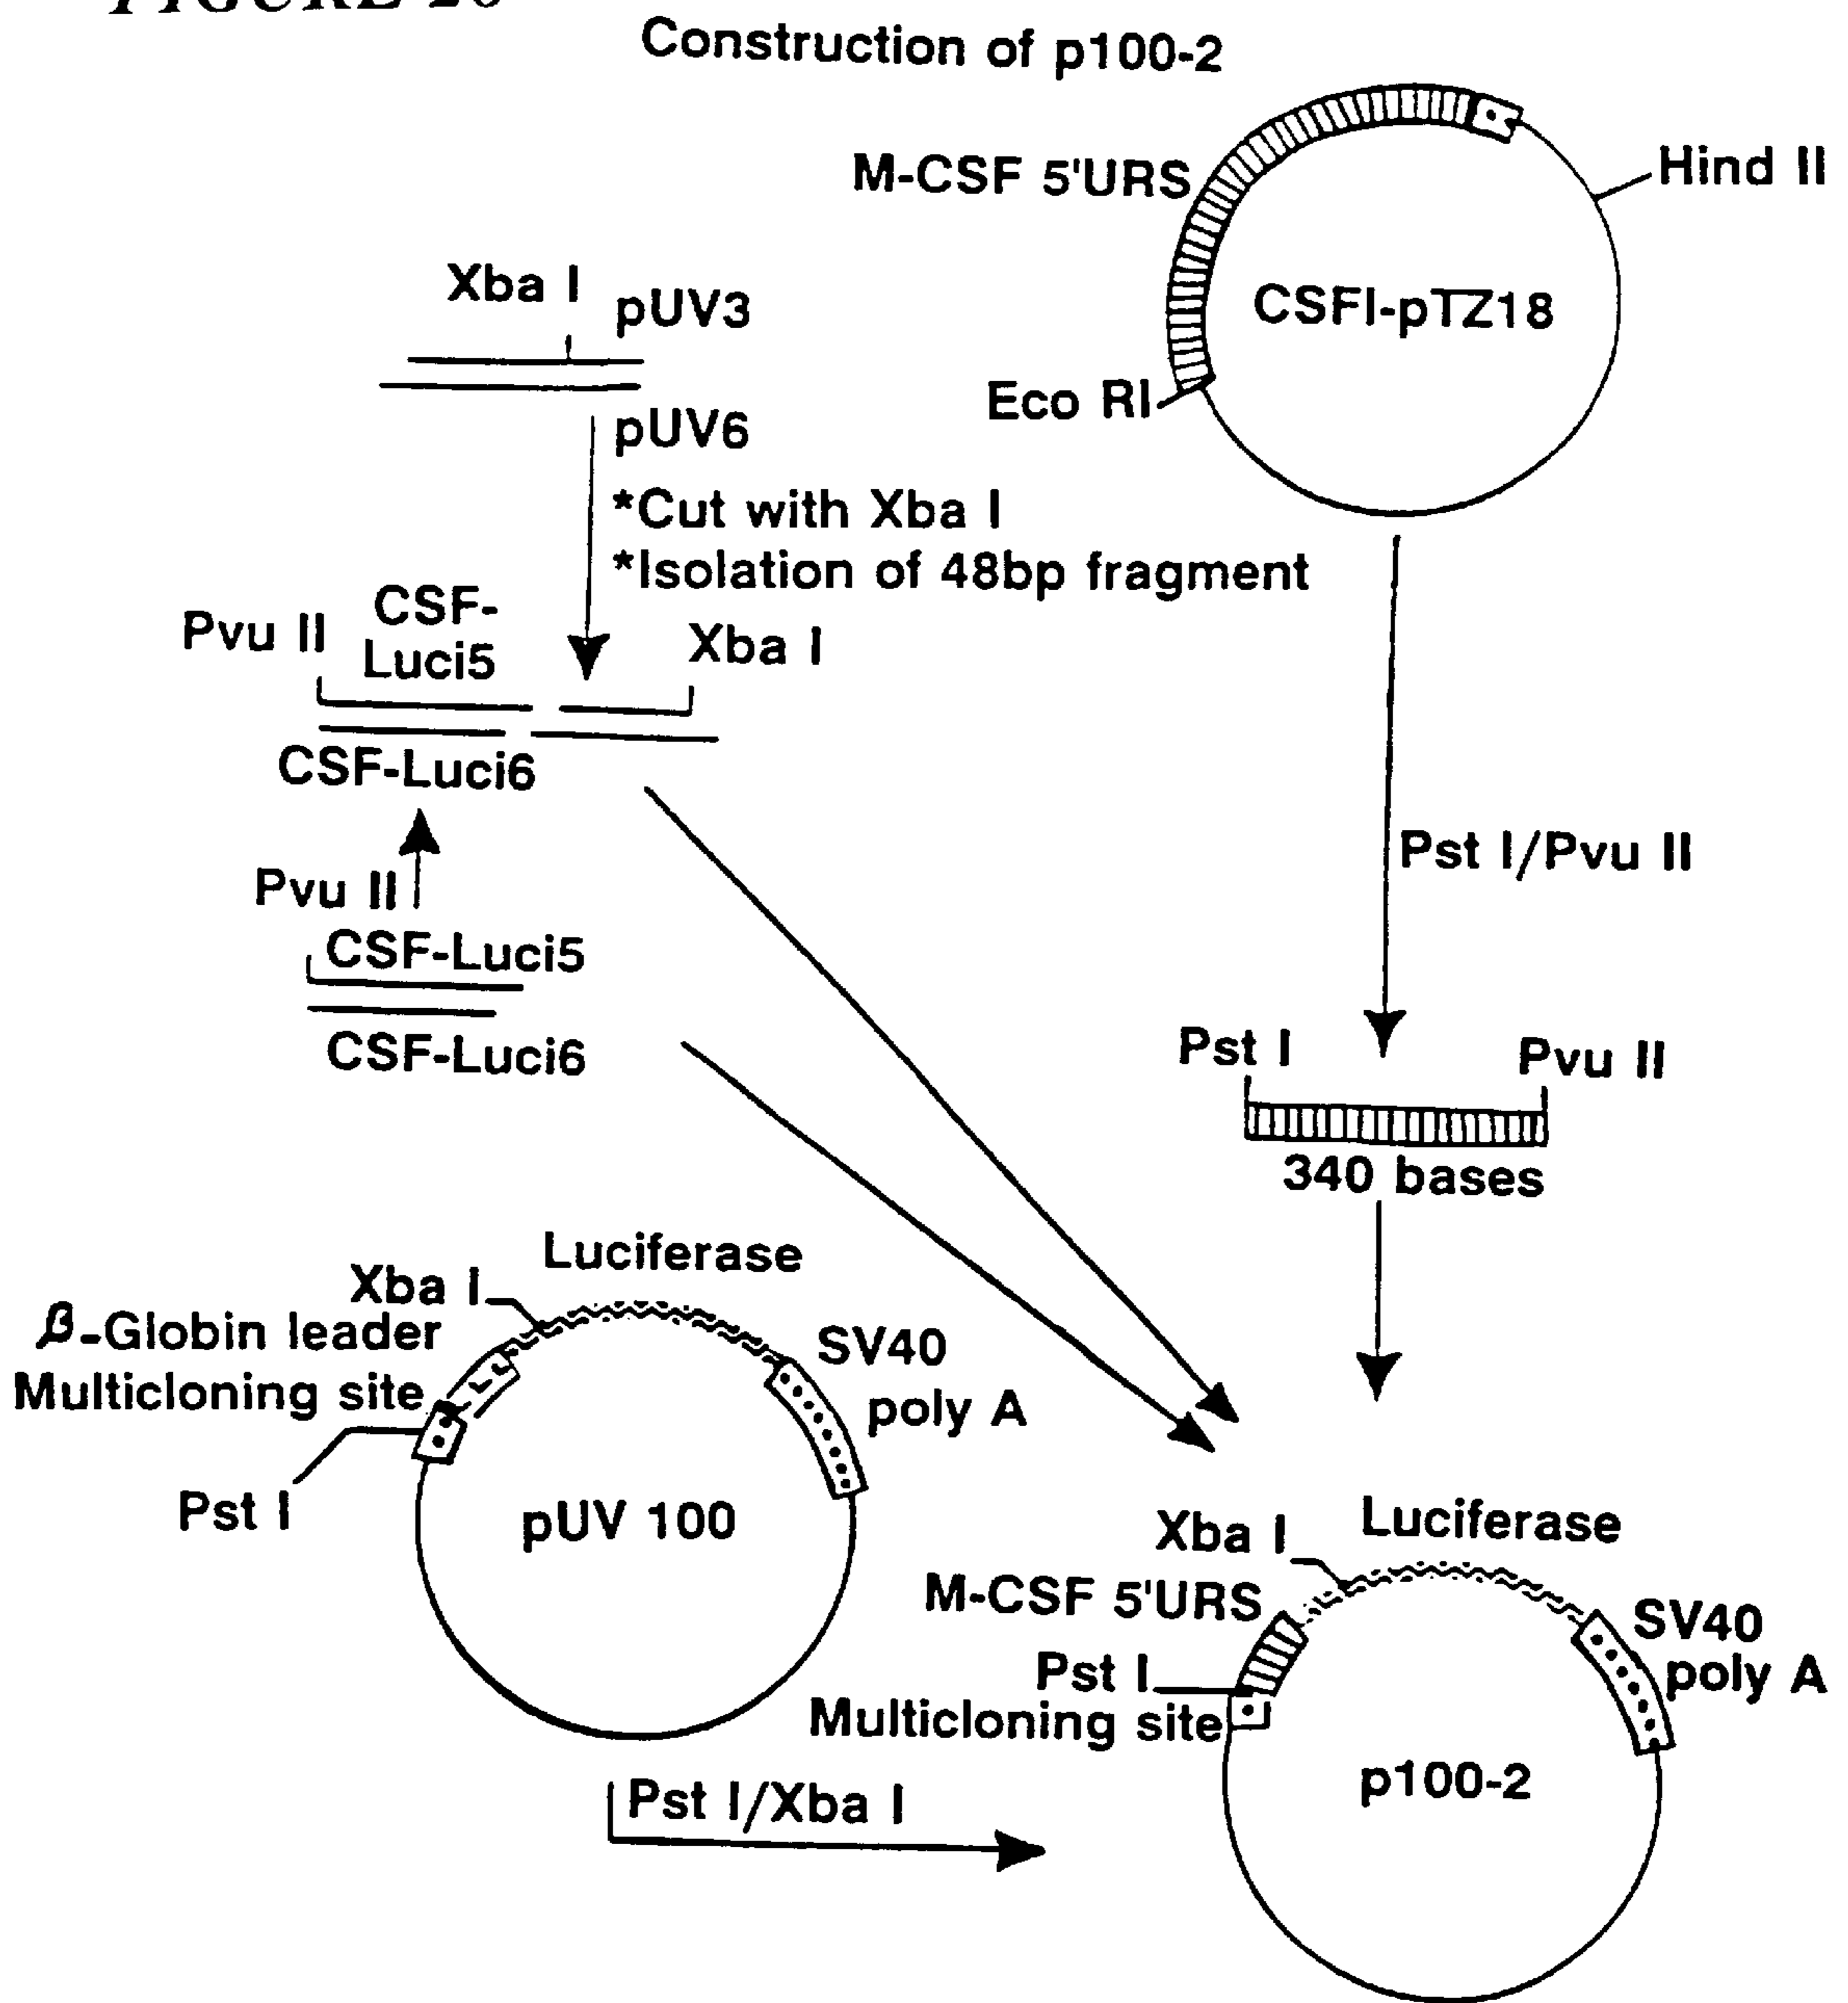 FIGURE 20
Construction of p100-2
M-CSF 5'URS
Hind II
CSFI-pTZ18
Eco RI
Xba I
pUV3
pUV6
*Cut with Xba I
*Isolation of 48bp fragment
Pvu II
CSF-
Luci5
Xba I
CSF-Luci6
Pvu II
CSF-Luci5
CSF-Luci6
Pst I/Pvu II
Pst I
Pvu II
340 bases
Luciferase
Xba I
β-Globin leader
Multicloning site
SV40
poly A
Pst I
pUV 100
Pst I/Xba I
Xba I
Luciferase
M-CSF 5'URS
Pst I
Multicloning site
SV40
poly A
p100-2